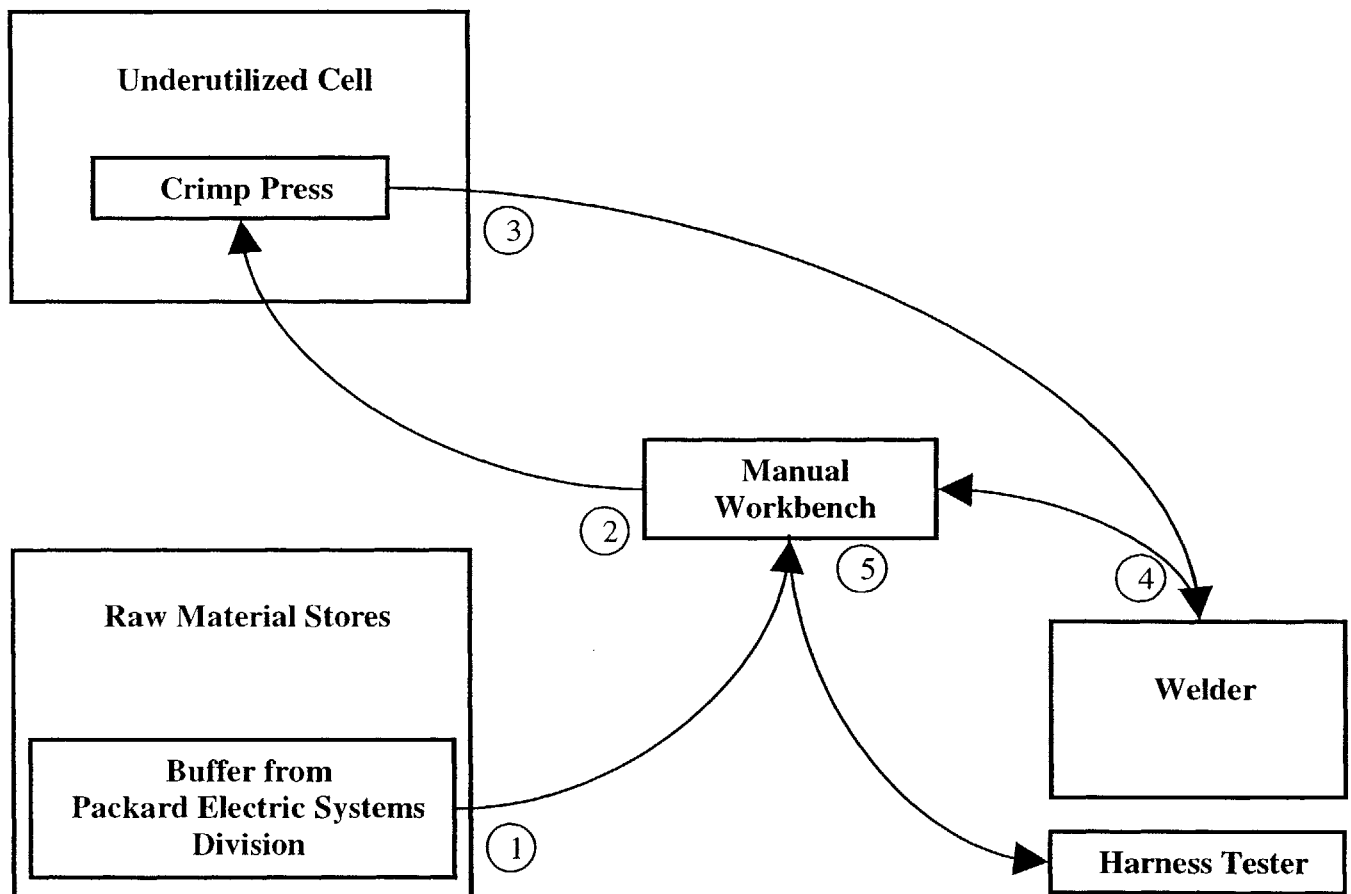 Underutilized Cell
Crimp Press
3
Manual
Workbench
2
5
4
Raw Material Stores
Welder
Buffer from
Packard Electric Systems
Division
1
Harness Tester